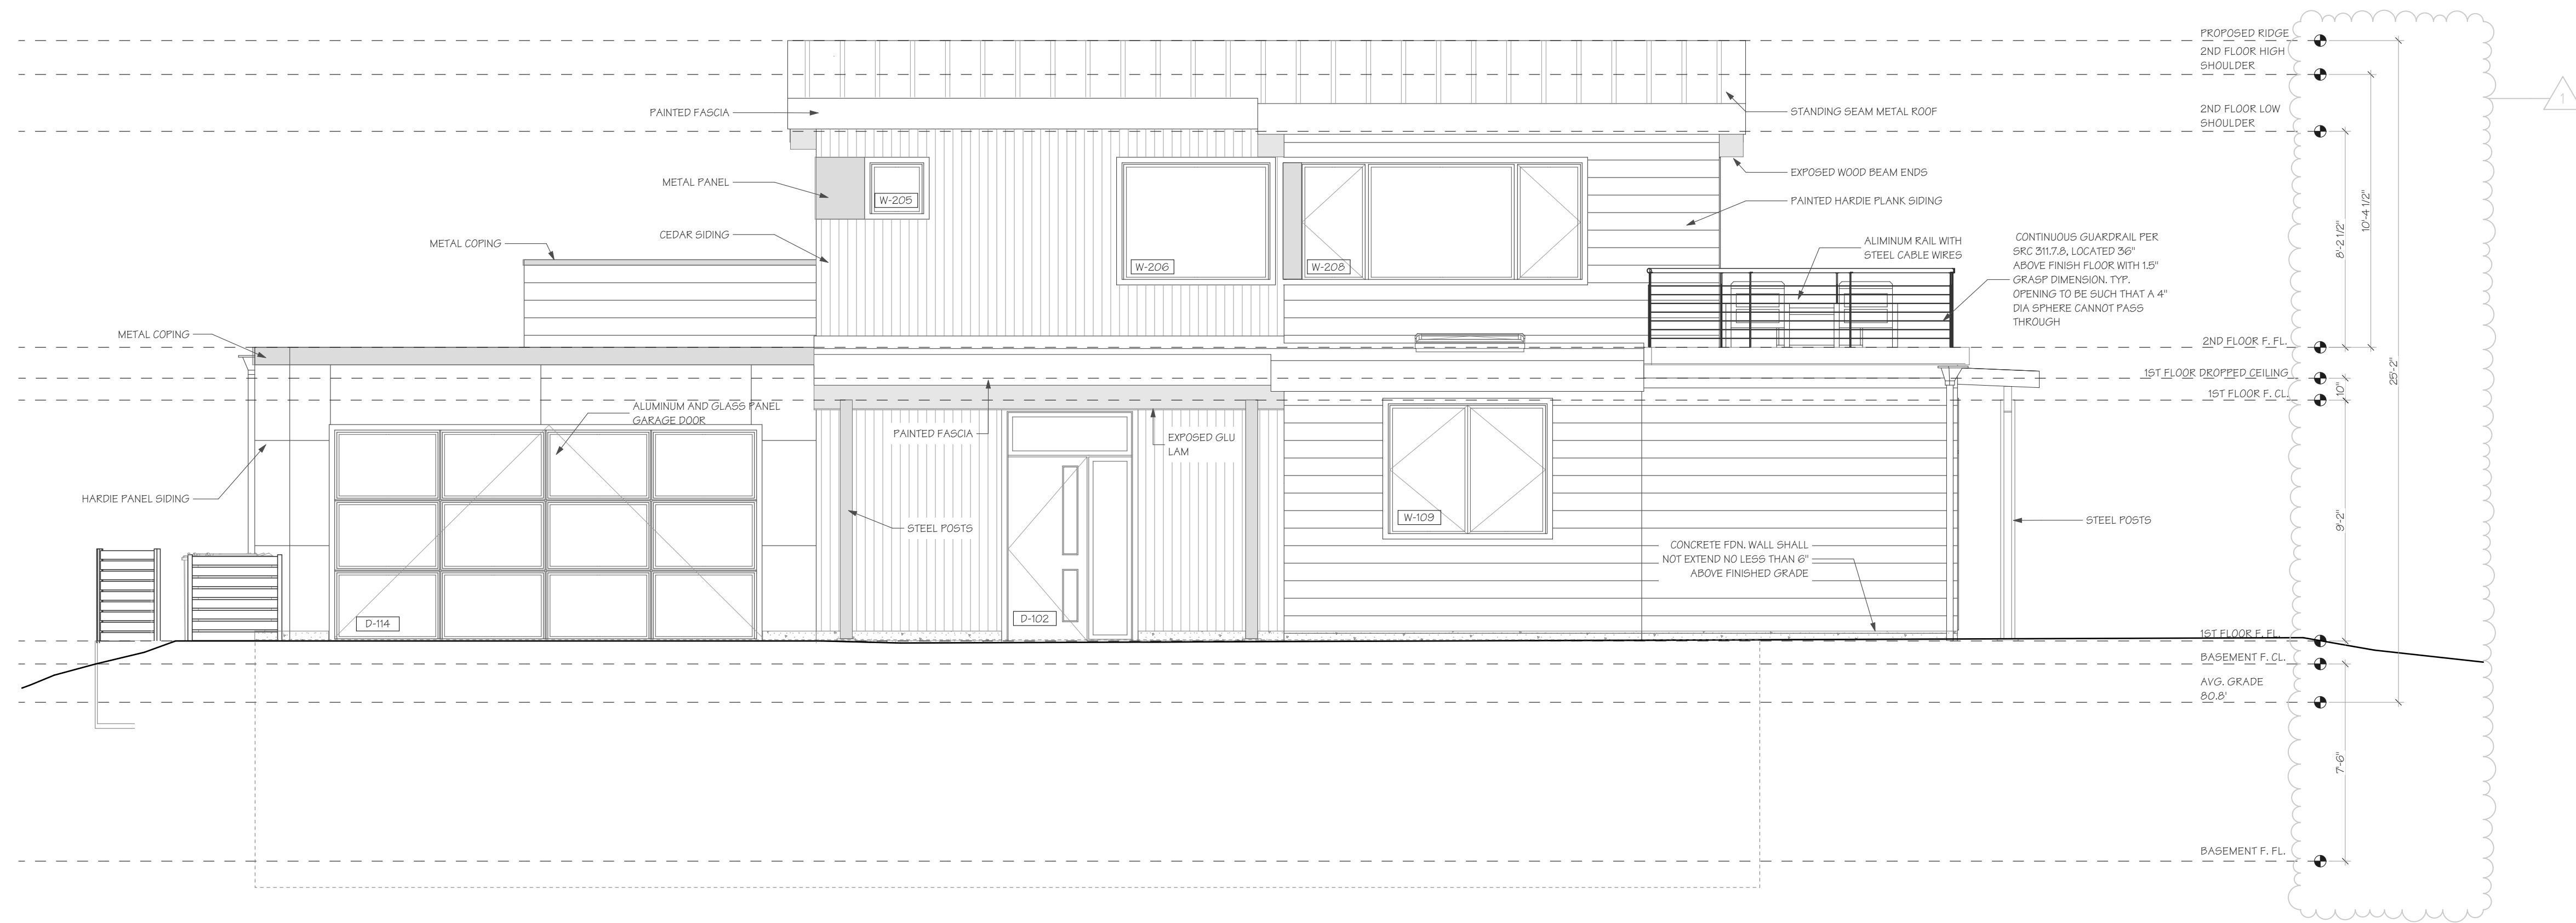 PROPOSED RIDGE
2ND FLOOR HIGH
SHOULDER
2ND FLOOR LOW
SHOULDER
PAINTED FASCIA
STANDING SEAM METAL ROOF
1
METAL PANEL
W-205
EXPOSED WOOD BEAM ENDS
PAINTED HARDIE PLANK SIDING
CEDAR SIDING
METAL COPING
W-206
W-208
ALIMINUM RAIL WITH
STEEL CABLE WIRES
CONTINUOUS GUARDRAIL PER
SRC 311.7.8, LOCATED 36"
ABOVE FINISH FLOOR WITH 1.5"
GRASP DIMENSION. TYP.
OPENING TO BE SUCH THAT A 4"
DIA SPHERE CANNOT PASS
THROUGH
8'-2 1/2"
10'-4 1/2"
METAL COPING
2ND FLOOR F. FL.
1ST FLOOR DROPPED CEILING
1ST FLOOR F. CL.
10"
25'-2"
ALUMINUM AND GLASS PANEL
GARAGE DOOR
PAINTED FASCIA
EXPOSED GLU
LAM
HARDIE PANEL SIDING
STEEL POSTS
W-109
STEEL POSTS
9'-2"
CONCRETE FDN. WALL SHALL
NOT EXTEND NO LESS THAN 6"
ABOVE FINISHED GRADE
D-114
D-102
1ST FLOOR F. FL.
BASEMENT F. CL.
AVG. GRADE
80.8'
7'-6"
BASEMENT F. FL.